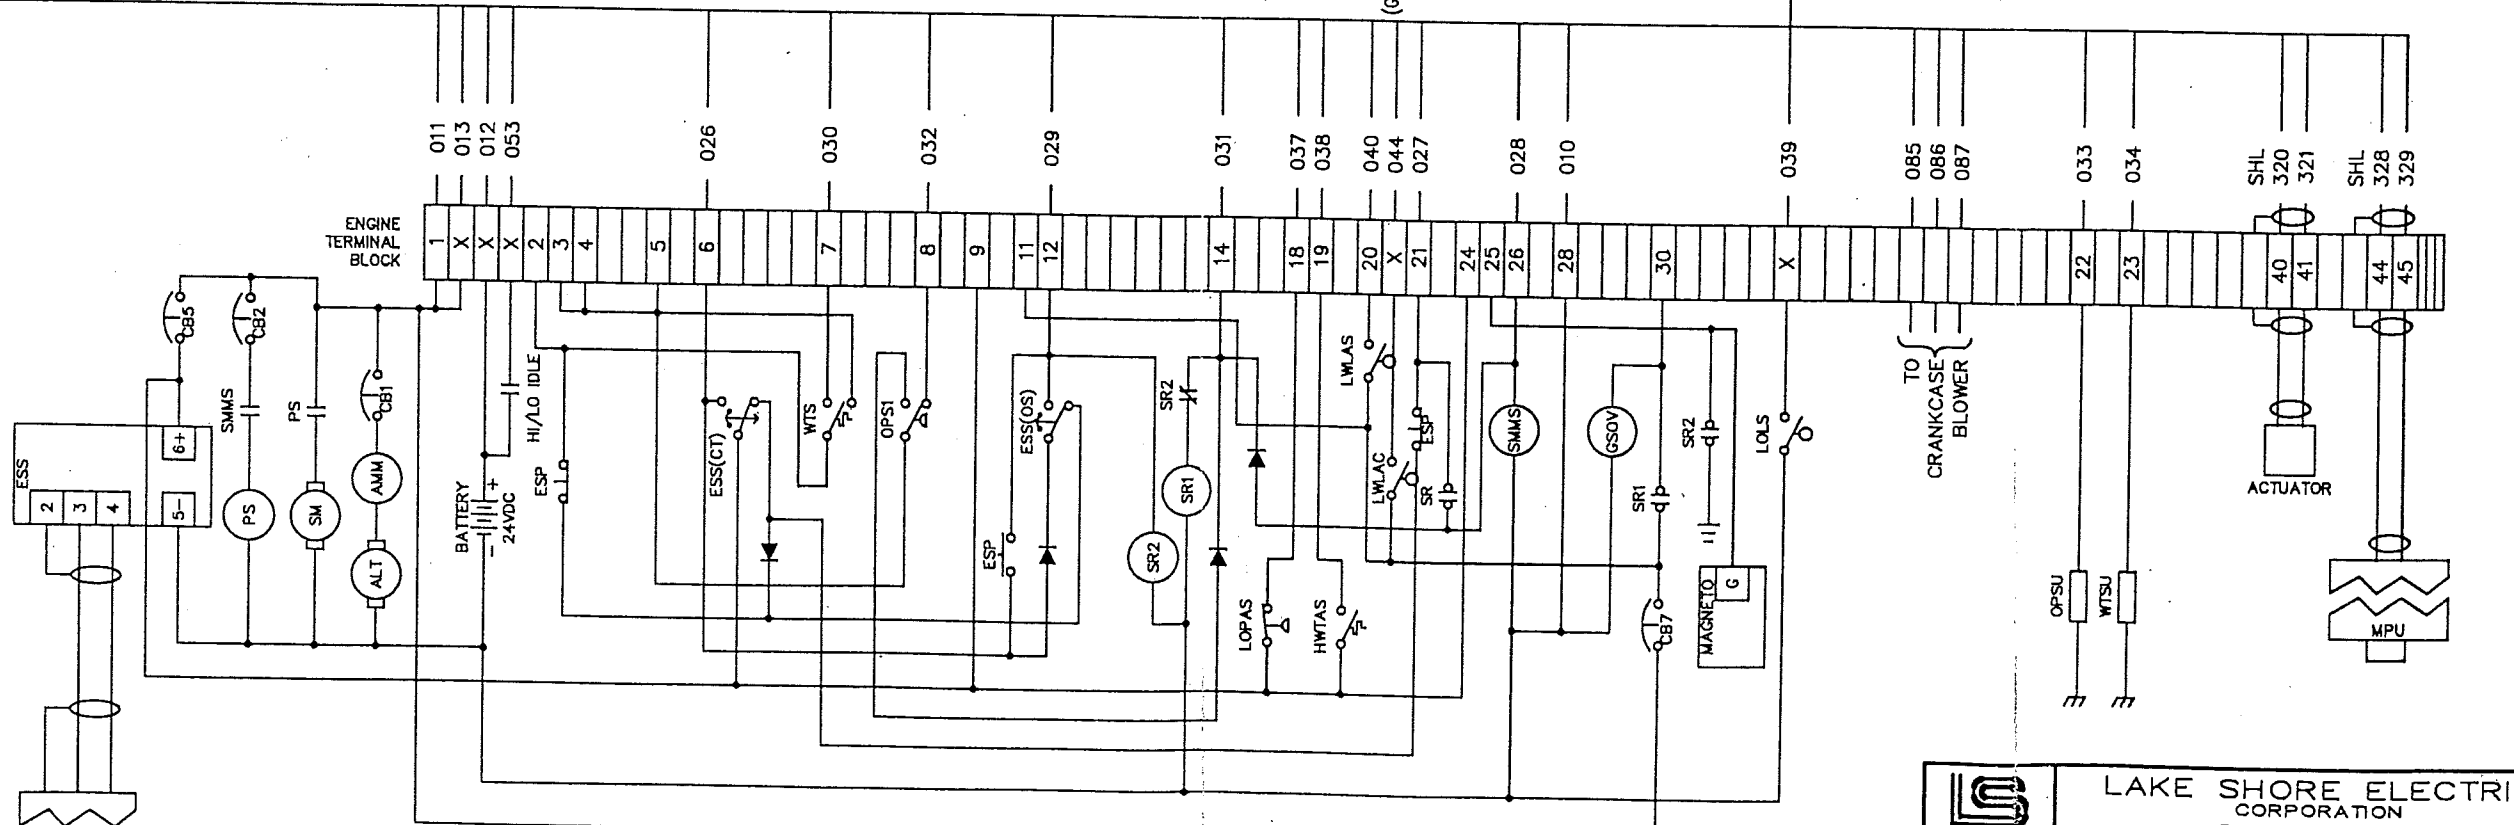 (G
011
013
012
053
026
030
032
029
031
037
038
040
044
027
028
010
039
085
086
087
033
034
SHL
320
321
SHL
328
329
ENGINE
TERMINAL
BLOCK
1
X
X
X
2
3
4
5
6
7
8
9
11
12
14
18
19
20
X
21
24
25
26
28
30
X
22
23
40
41
44
45
CB5
CB2
SMMS
PS
CB1
HI/LO IDLE
ESS
6+
5-
2
3
4
PS
SM
AMM
ALT
BATTERY
+
-
24VDC
ESP
ESS(CT)
WTS
OPS1
ESS(OS)
ESP
SR2
SR1
SR2
LWLAS
LWLAC
ESP
SR
LOPAS
HWTAS
SMMS
GSOV
SR1
CB7
SR2
MAGNETO
G
LOLS
TO
CRANKCASE
BLOWER
OPSU
WTSU
ACTUATOR
MPU
LAKE SHORE ELECTRI
CORPORATION